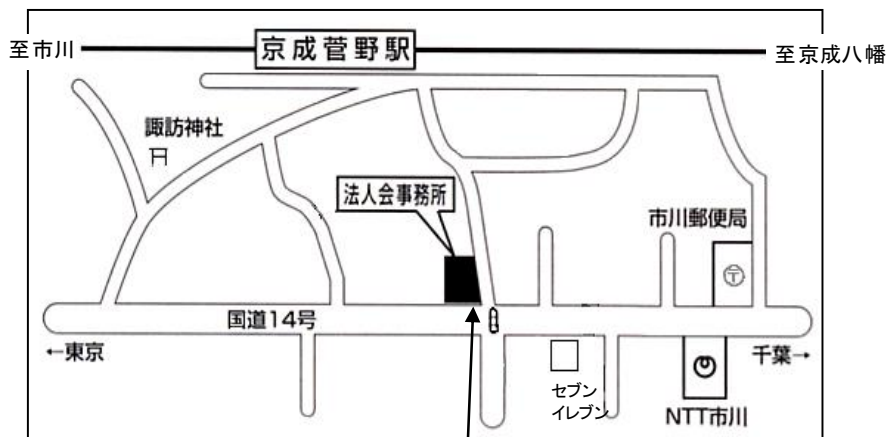 至市川
京成菅野駅
至京成八幡
諏訪神社
法人会事務所
市川郵便局
〒
国道14号
←東京
千葉→
セブン
イレブン
NTT市川